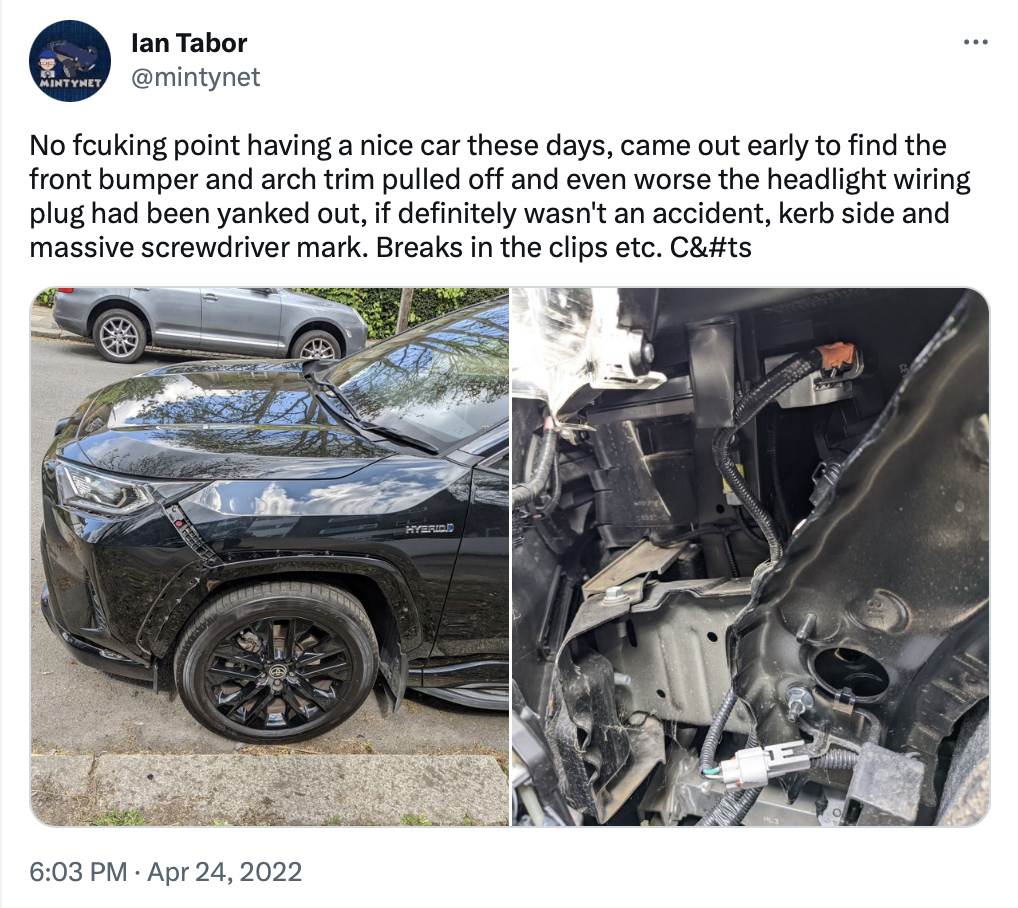 MINTYNET
Ian Tabor
@mintynet
No fcuking point having a nice car these days, came out early to find the
front bumper and arch trim pulled off and even worse the headlight wiring
plug had been yanked out, if definitely wasn't an accident, kerb side and
massive screwdriver mark. Breaks in the clips etc. C&#ts
HYBRID
6:03 PM · Apr 24, 2022